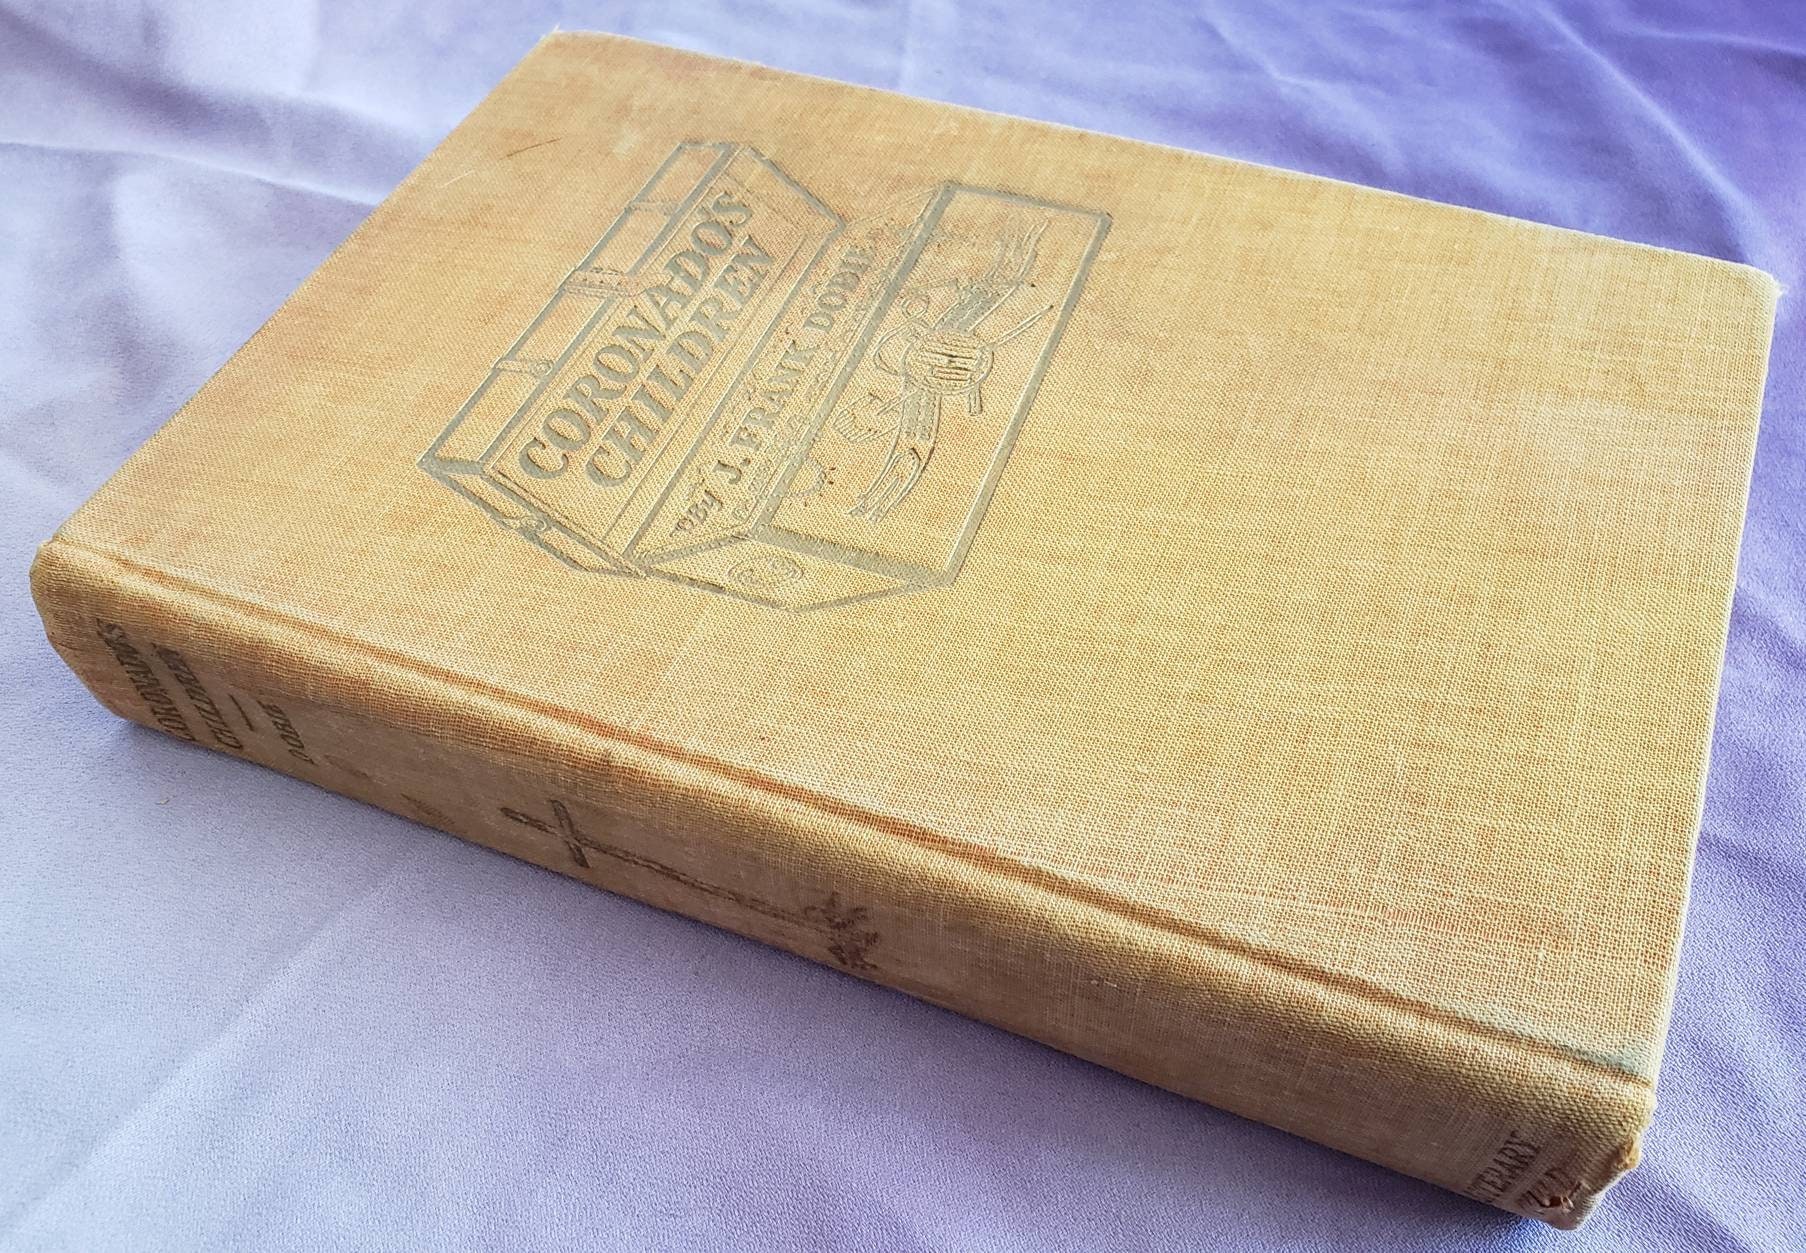 CORONADO'S
CHILDREN
By J. FRANK DOBIE
CORONADO'S
CHILDREN
DOBIE
LITERARY